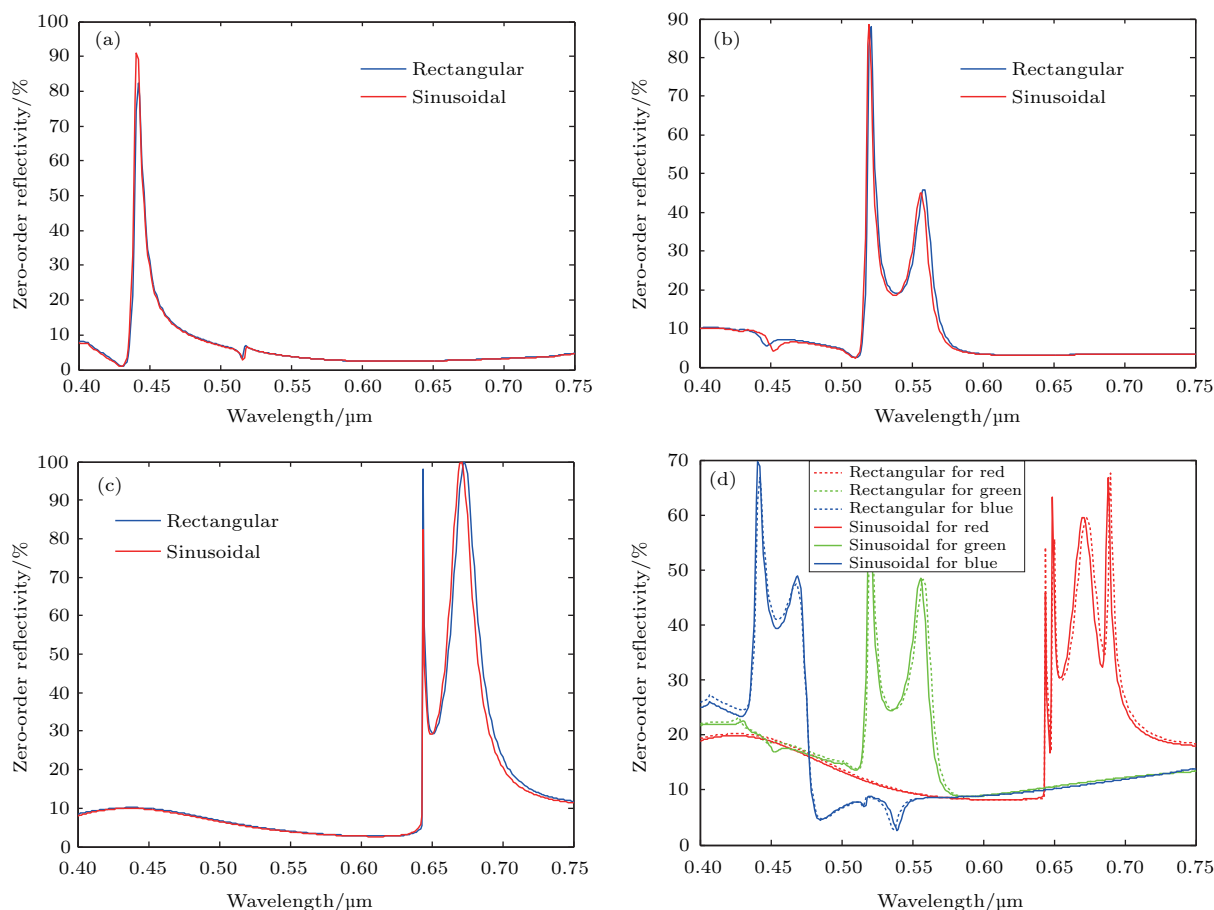 (a)
Rectangular
Sinusoidal
Zero-order reflectivity/%
100
90
80
70
60
50
40
30
20
10
0
0.40 0.45 0.50 0.55 0.60 0.65 0.70 0.75
Wavelength/µm
(b)
Rectangular
Sinusoidal
Zero-order reflectivity/%
90
80
70
60
50
40
30
20
10
0
0.40 0.45 0.50 0.55 0.60 0.65 0.70 0.75
Wavelength/µm
(c)
Rectangular
Sinusoidal
Zero-order reflectivity/%
100
90
80
70
60
50
40
30
20
10
0
0.40 0.45 0.50 0.55 0.60 0.65 0.70 0.75
Wavelength/µm
(d)
Rectangular for red
Rectangular for green
Rectangular for blue
Sinusoidal for red
Sinusoidal for green
Sinusoidal for blue
Zero-order reflectivity/%
70
60
50
40
30
20
10
0
0.40 0.45 0.50 0.55 0.60 0.65 0.70 0.75
Wavelength/µm